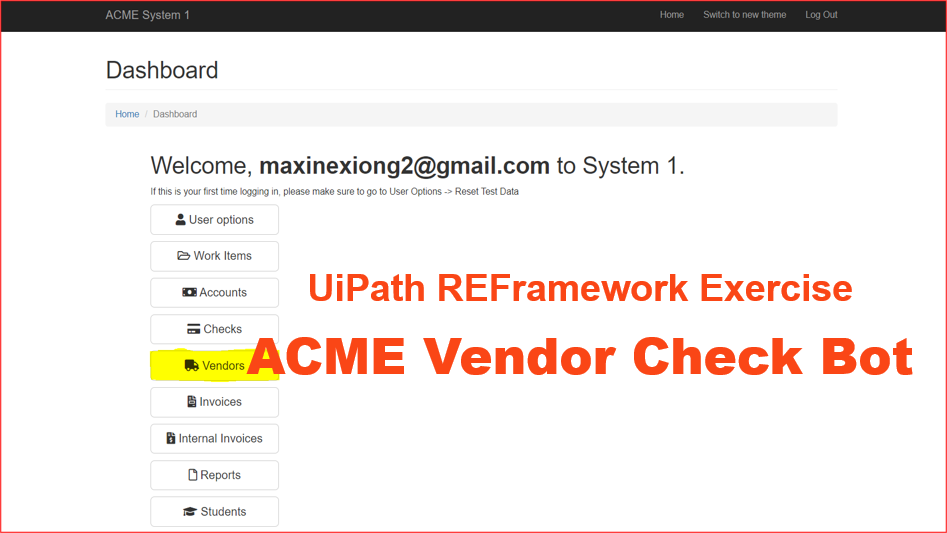 ACME System 1 Home Switch to new theme Log Out
Dashboard
Home / Dashboard
Welcome, maxinexiong2@gmail.com to System 1.
If this is your first time logging in, please make sure to go to User Options -> Reset Test Data
User options
Work Items
Accounts
Checks
Vendors
Invoices
Internal Invoices
Reports
Students
UiPath REFramework Exercise
ACME Vendor Check Bot